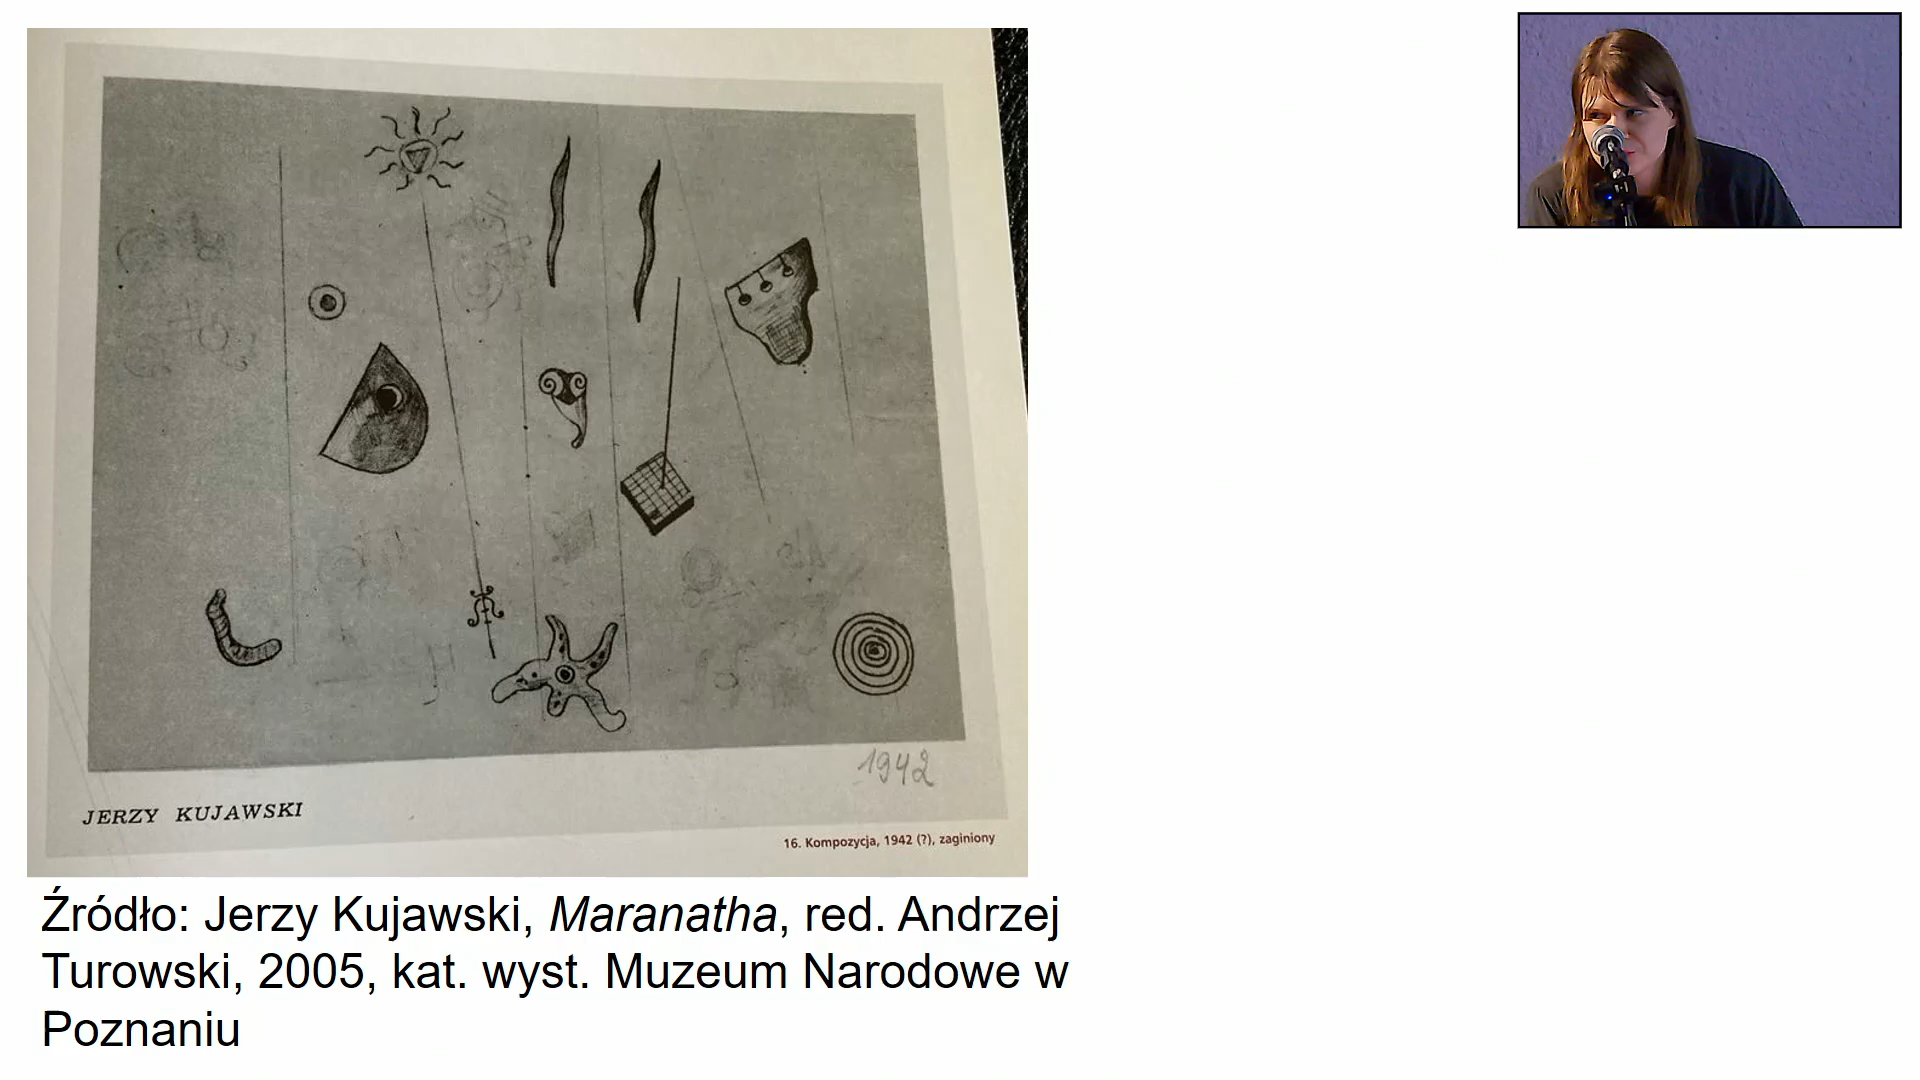 1942
JERZY KUJAWSKI
16. Kompozycja, 1942 (?), zaginiony
Źródło: Jerzy Kujawski, Maranatha, red. Andrzej
Turowski, 2005, kat. wyst. Muzeum Narodowe w
Poznaniu